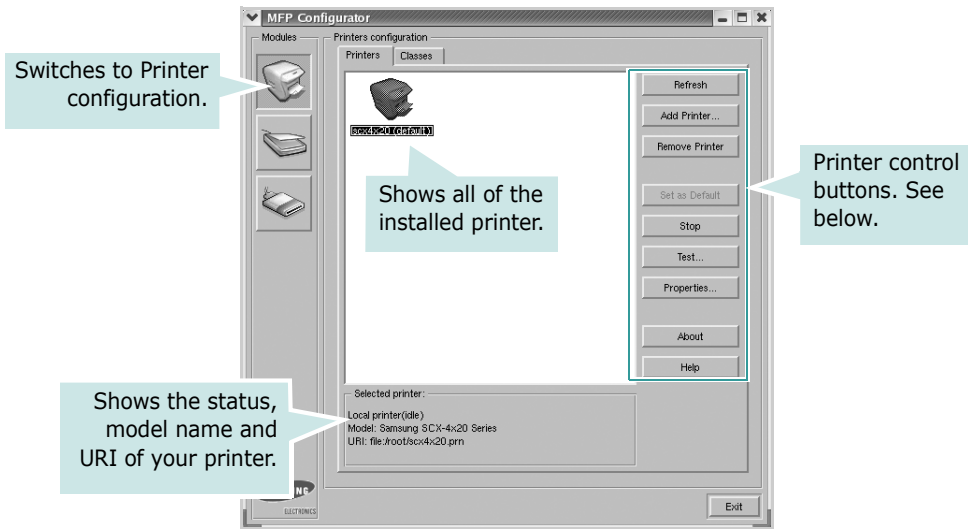 MFP Configurator
Modules
Printers configuration
Printers
Classes
Switches to Printer
configuration.
scx4x20 (default)
Shows all of the
installed printer.
Refresh
Add Printer...
Remove Printer
Set as Default
Stop
Test...
Properties...
About
Help
Printer control
buttons. See
below.
Selected printer:
Local printer(idle)
Model: Samsung SCX-4x20 Series
URI: file:/root/scx4x20.prn
Shows the status,
model name and
URI of your printer.
ELECTRONICS
Exit